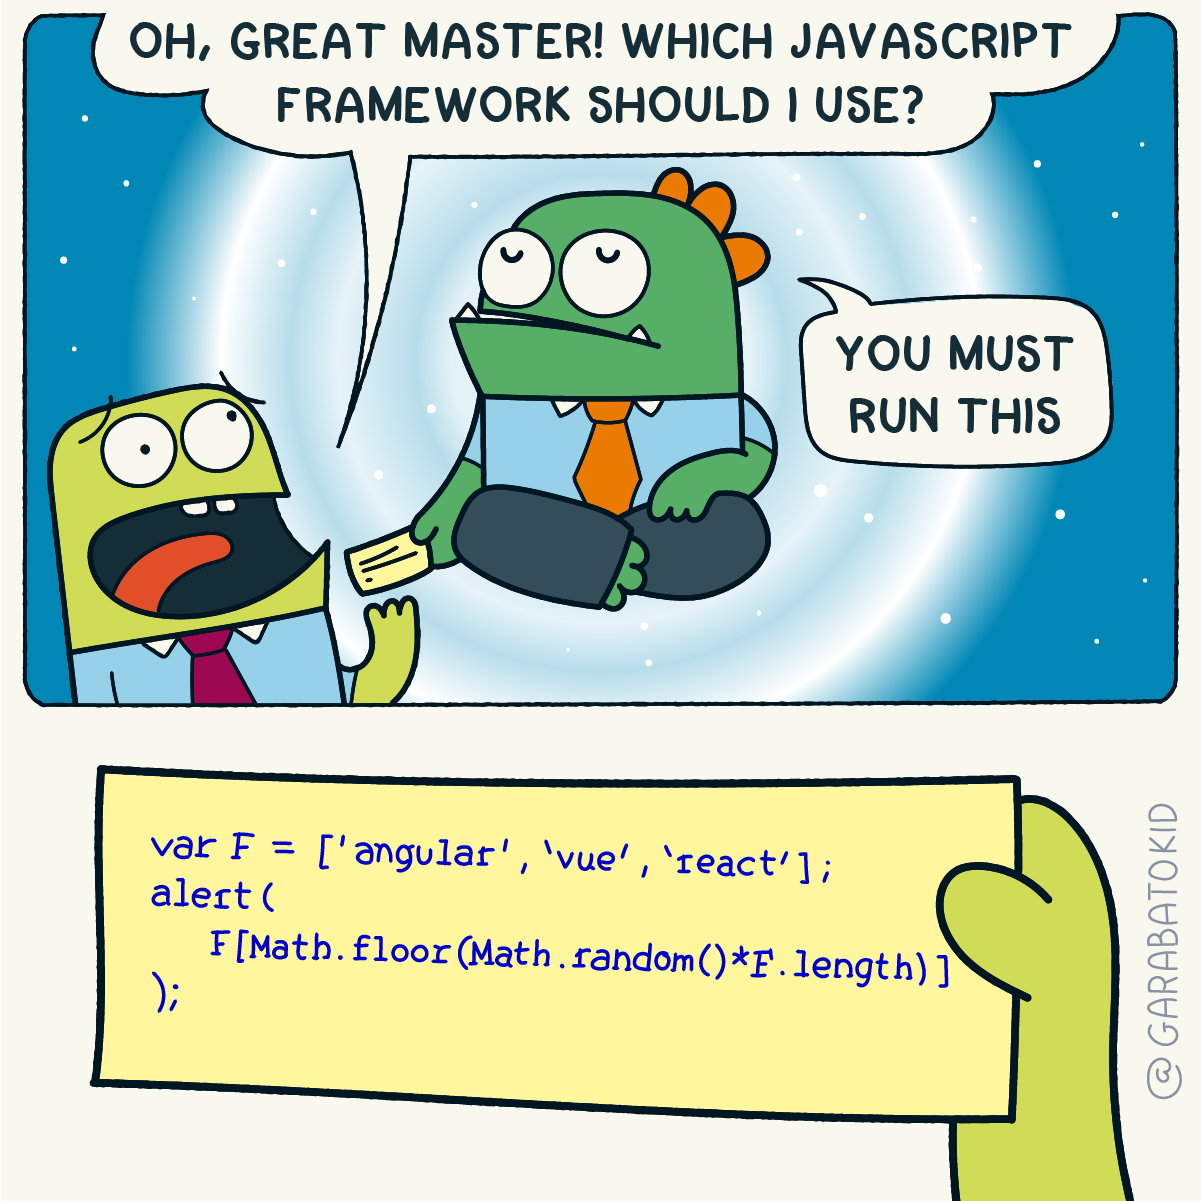 OH, GREAT MASTER! WHICH JAVASCRIPT
FRAMEWORK SHOULD I USE?
YOU MUST
RUN THIS
var F = ['angular', 'vue', 'react'];
alert(
F[Math.floor(Math.random()*F.length)]
);
@GARABATOKID